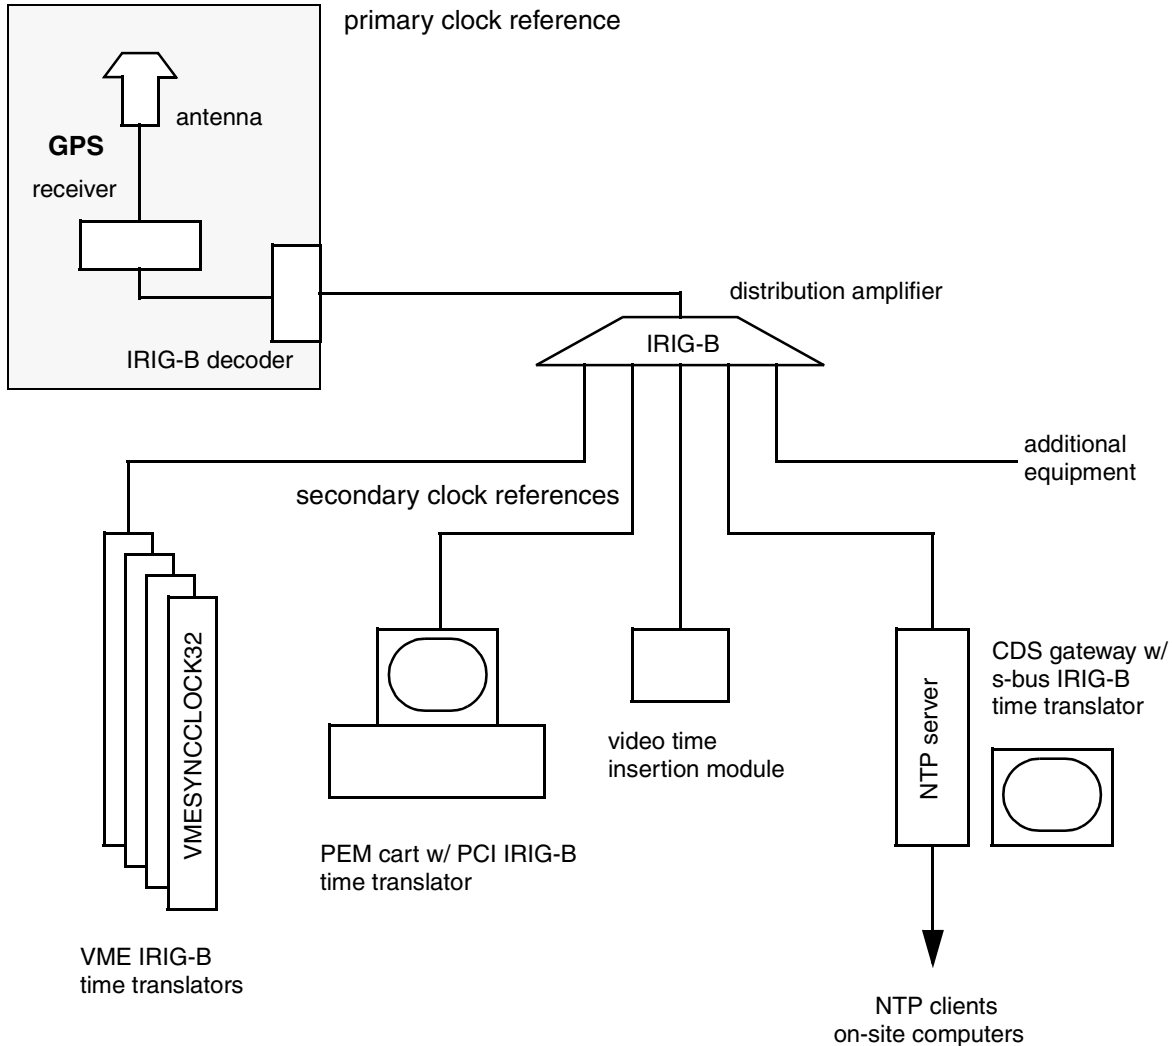 primary clock reference
antenna
GPS
receiver
IRIG-B decoder
distribution amplifier
IRIG-B
additional
equipment
secondary clock references
VMESYNCCLOCK32
VME IRIG-B
time translators
PEM cart w/ PCI IRIG-B
time translator
video time
insertion module
NTP server
CDS gateway w/
s-bus IRIG-B
time translator
NTP clients
on-site computers